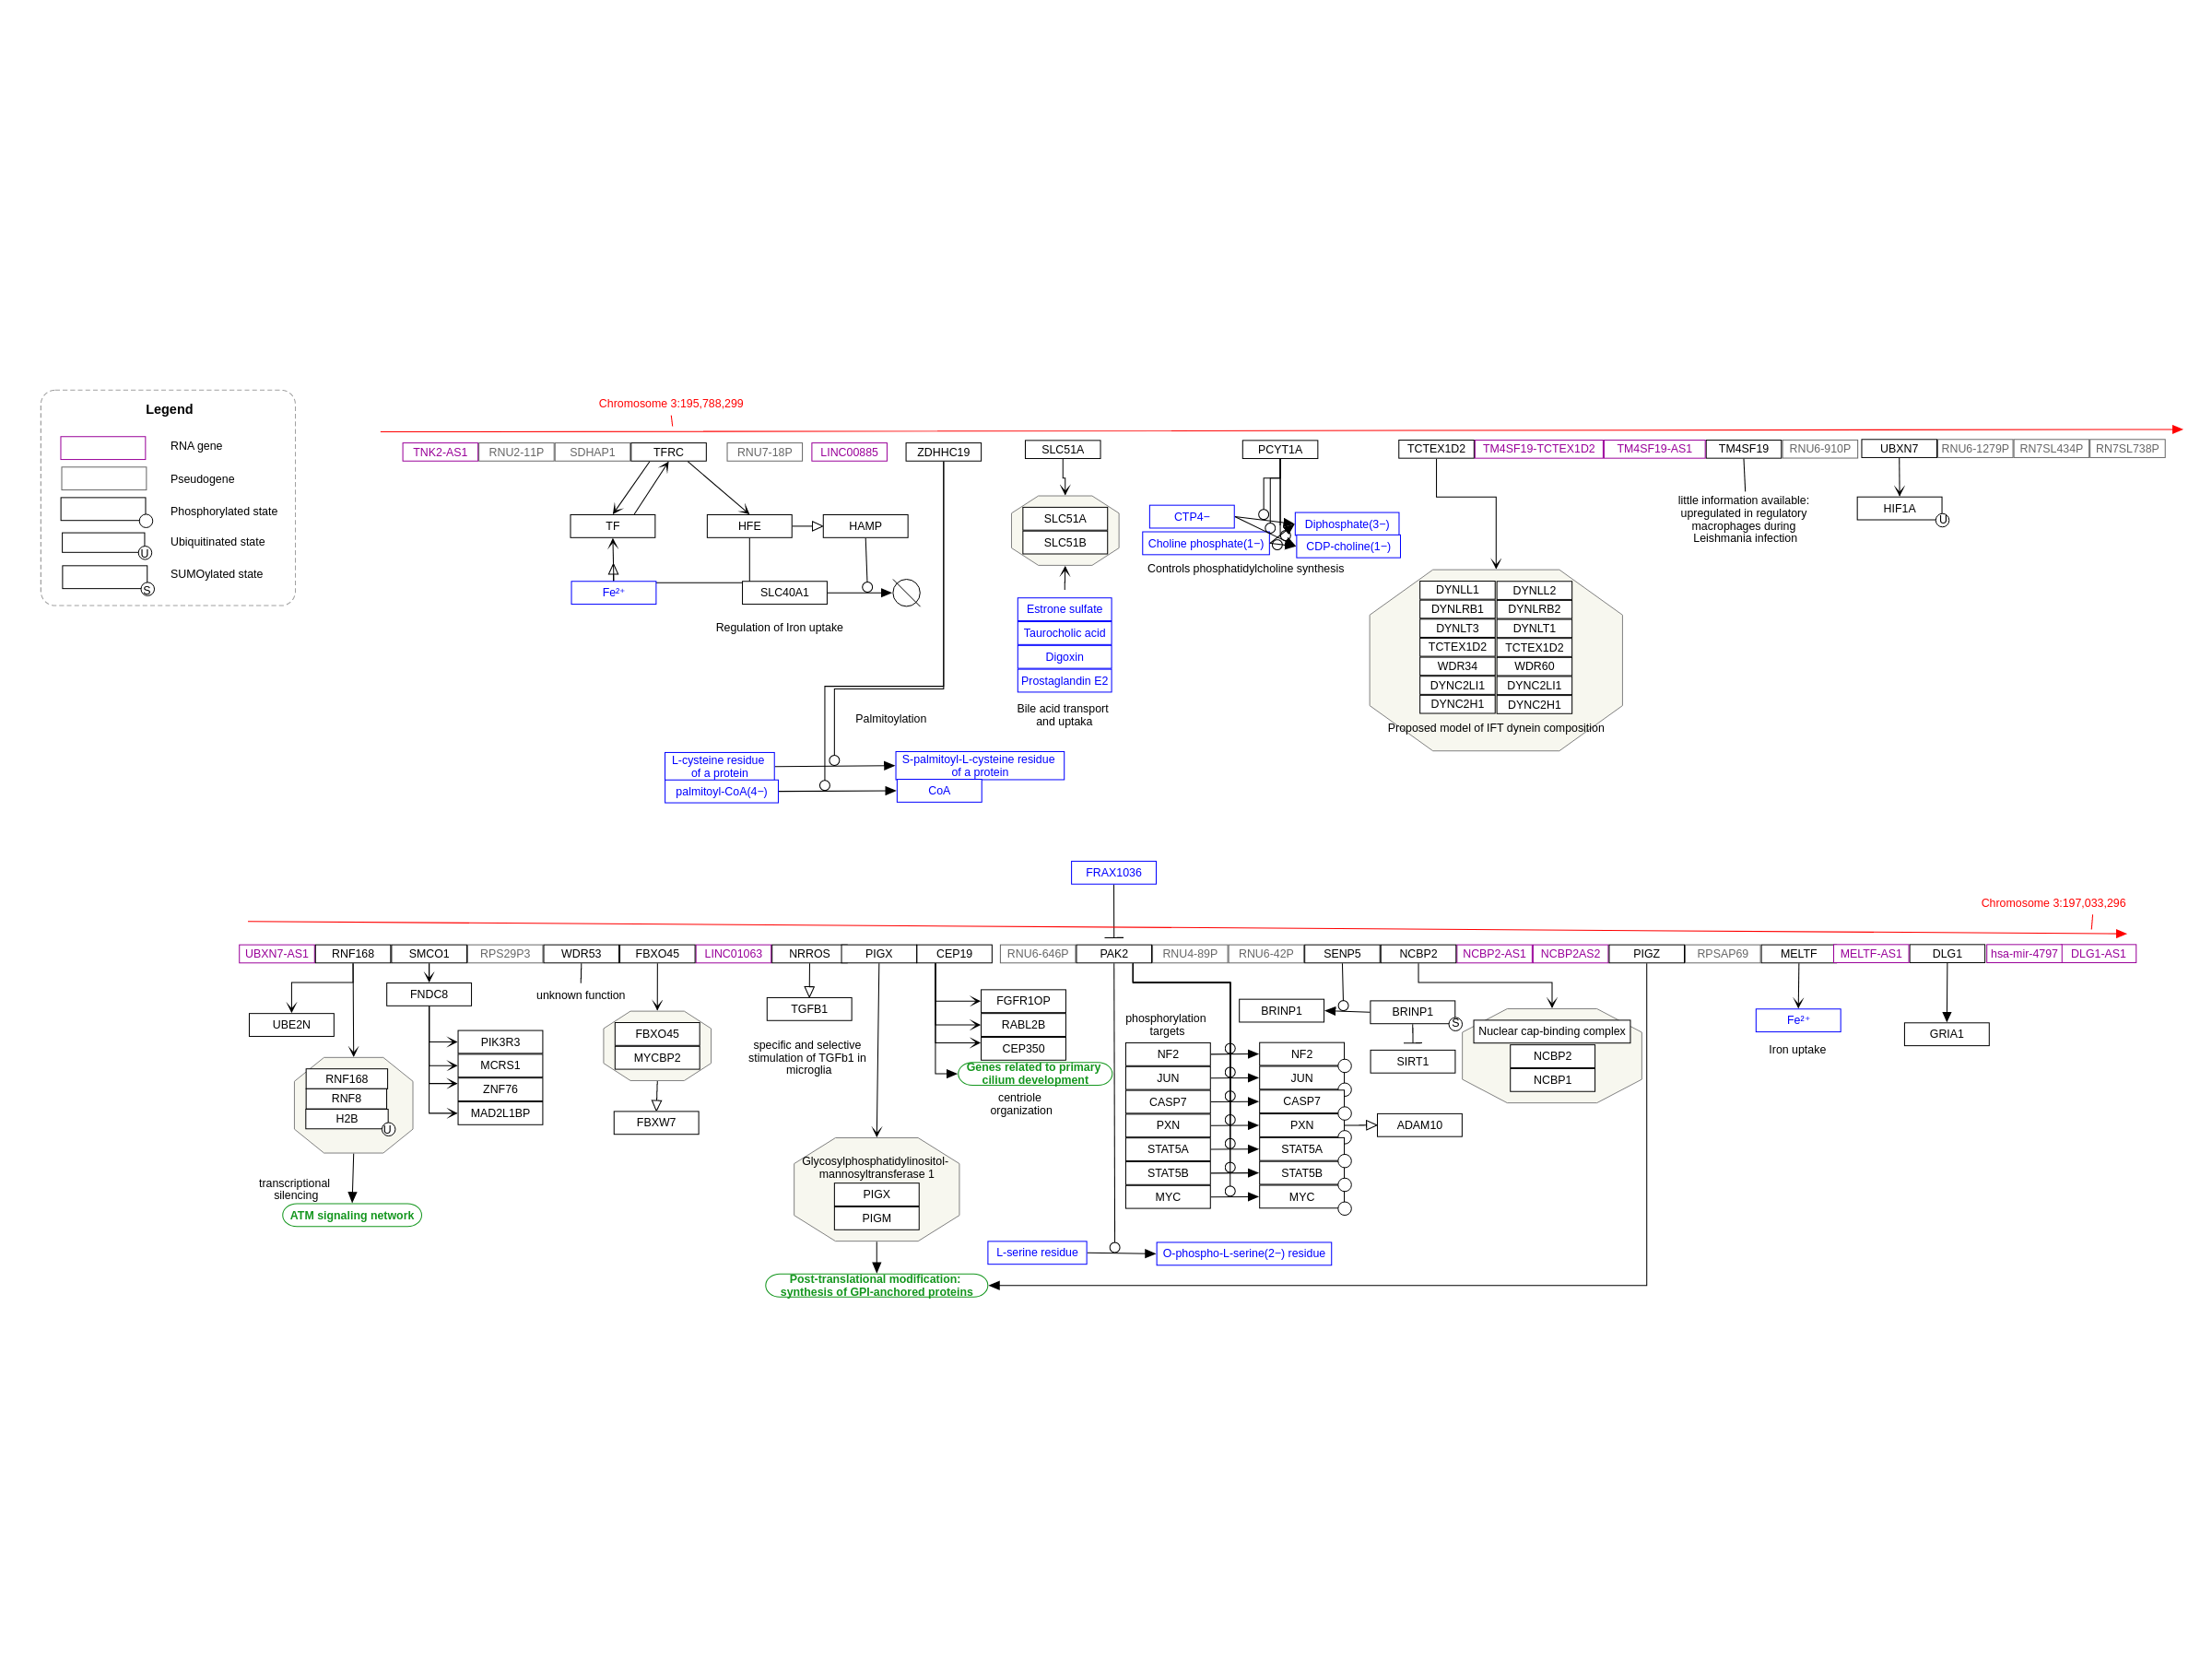 Legend
RNA gene
Pseudogene
Phosphorylated state
U
Ubiquitinated state
S
SUMOylated state
Chromosome 3:195,788,299
TNK2-AS1
RNU2-11P
SDHAP1
TFRC
RNU7-18P
LINC00885
ZDHHC19
SLC51A
PCYT1A
TCTEX1D2
TM4SF19-TCTEX1D2
TM4SF19-AS1
TM4SF19
RNU6-910P
UBXN7
RNU6-1279P
RN7SL434P
RN7SL738P
TF
HFE
HAMP
Fe²⁺
SLC40A1
Regulation of Iron uptake
SLC51A
SLC51B
Estrone sulfate
Taurocholic acid
Digoxin
Prostaglandin E2
Bile acid transport
and uptaka
CTP4−
Choline phosphate(1−)
Diphosphate(3−)
CDP-choline(1−)
Controls phosphatidylcholine synthesis
DYNLL1
DYNLL2
DYNLRB1
DYNLRB2
DYNLT3
DYNLT1
TCTEX1D2
TCTEX1D2
WDR34
WDR60
DYNC2LI1
DYNC2LI1
DYNC2H1
DYNC2H1
Proposed model of IFT dynein composition
little information available:
upregulated in regulatory
macrophages during
Leishmania infection
HIF1A
U
Palmitoylation
L-cysteine residue
of a protein
palmitoyl-CoA(4−)
S-palmitoyl-L-cysteine residue
of a protein
CoA
FRAX1036
Chromosome 3:197,033,296
UBXN7-AS1
RNF168
SMCO1
RPS29P3
WDR53
FBXO45
LINC01063
NRROS
PIGX
CEP19
RNU6-646P
PAK2
RNU4-89P
RNU6-42P
SENP5
NCBP2
NCBP2-AS1
NCBP2AS2
PIGZ
RPSAP69
MELTF
MELTF-AS1
DLG1
hsa-mir-4797
DLG1-AS1
UBE2N
RNF168
RNF8
H2B
U
transcriptional
silencing
ATM signaling network
FNDC8
PIK3R3
MCRS1
ZNF76
MAD2L1BP
unknown function
FBXO45
MYCBP2
FBXW7
TGFB1
specific and selective
stimulation of TGFb1 in
microglia
Glycosylphosphatidylinositol-
mannosyltransferase 1
PIGX
PIGM
Post-translational modification:
synthesis of GPI-anchored proteins
FGFR1OP
RABL2B
CEP350
Genes related to primary
cilium development
centriole
organization
phosphorylation
targets
NF2
NF2
JUN
JUN
CASP7
CASP7
PXN
PXN
ADAM10
STAT5A
STAT5A
STAT5B
STAT5B
MYC
MYC
L-serine residue
O-phospho-L-serine(2−) residue
BRINP1
BRINP1
S
SIRT1
Nuclear cap-binding complex
NCBP2
NCBP1
Fe²⁺
Iron uptake
GRIA1